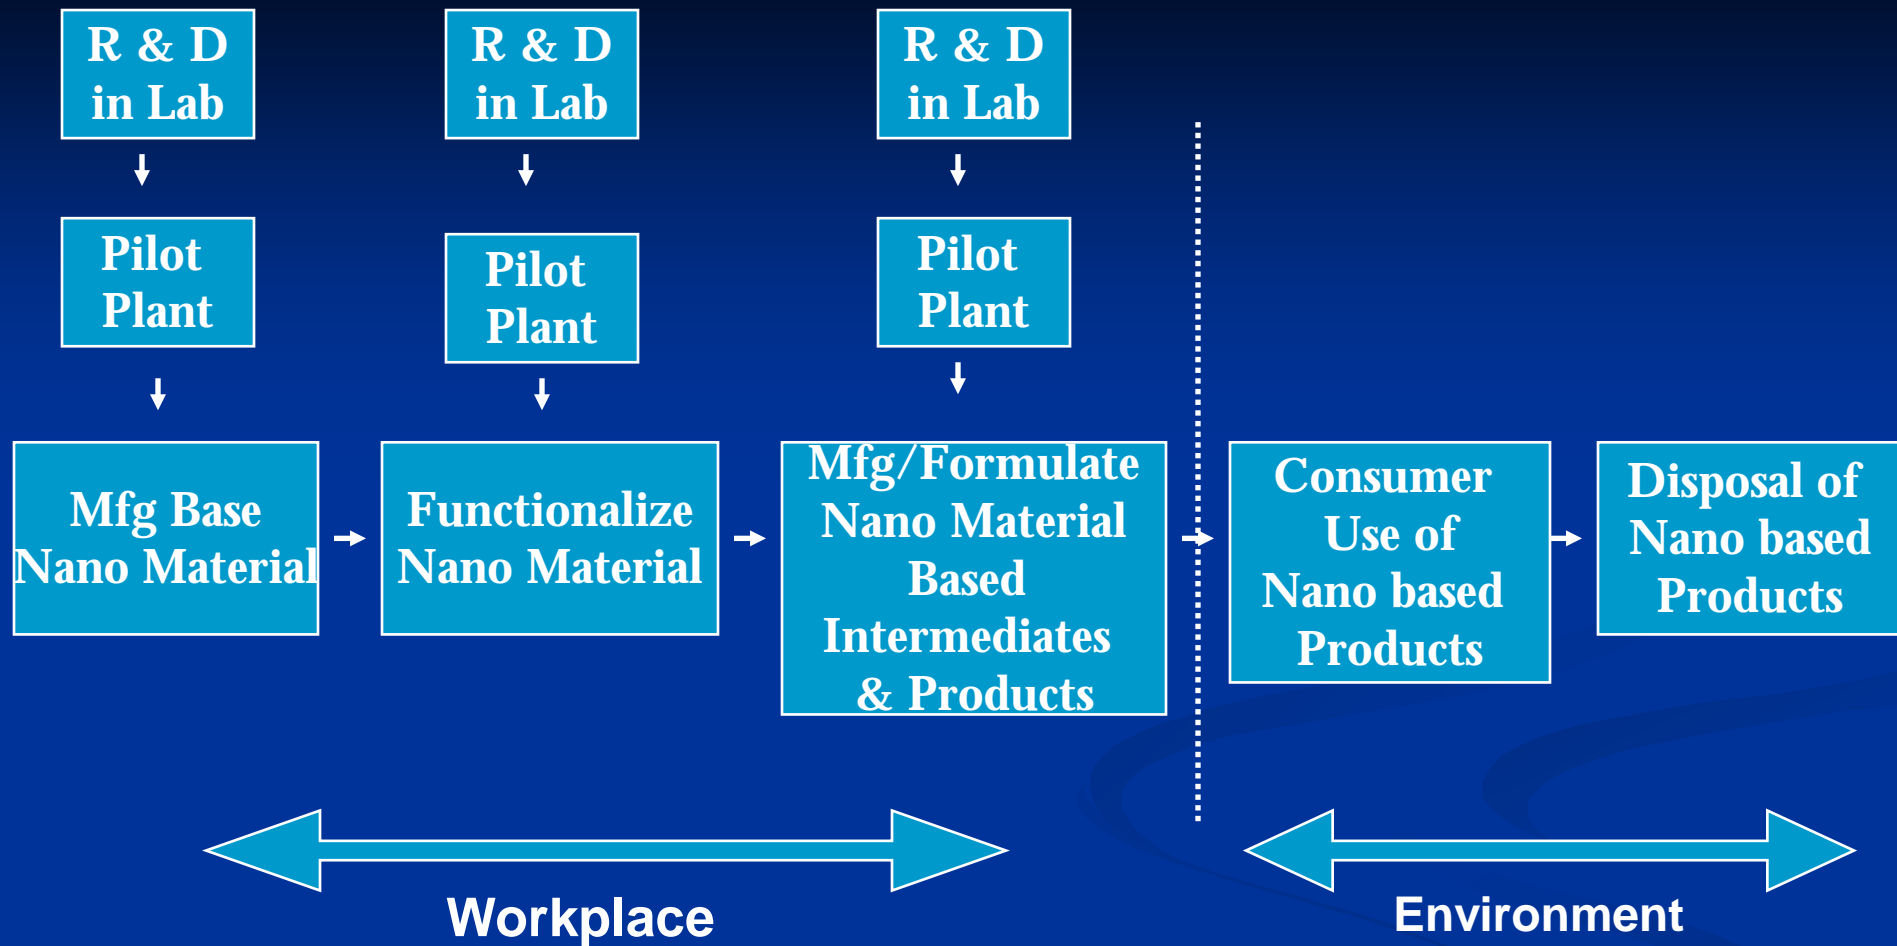 R & D
in Lab
R & D
in Lab
R & D
in Lab
Pilot
Plant
Pilot
Plant
Pilot
Plant
Mfg Base
Nano Material
Functionalize
Nano Material
Mfg/Formulate
Nano Material
Based
Intermediates
& Products
Consumer
Use of
Nano based
Products
Disposal of
Nano based
Products
Workplace
Environment